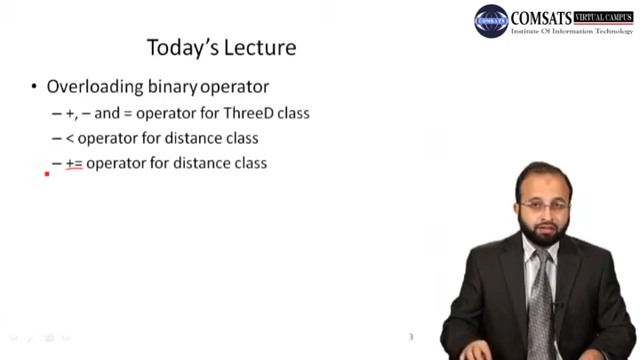 COMSATS
COMSATS VIRTUAL CAMPUS
Institute Of Information Technology
Today's Lecture
• Overloading binary operator
– +, – and = operator for ThreeD class
– < operator for distance class
– += operator for distance class
3